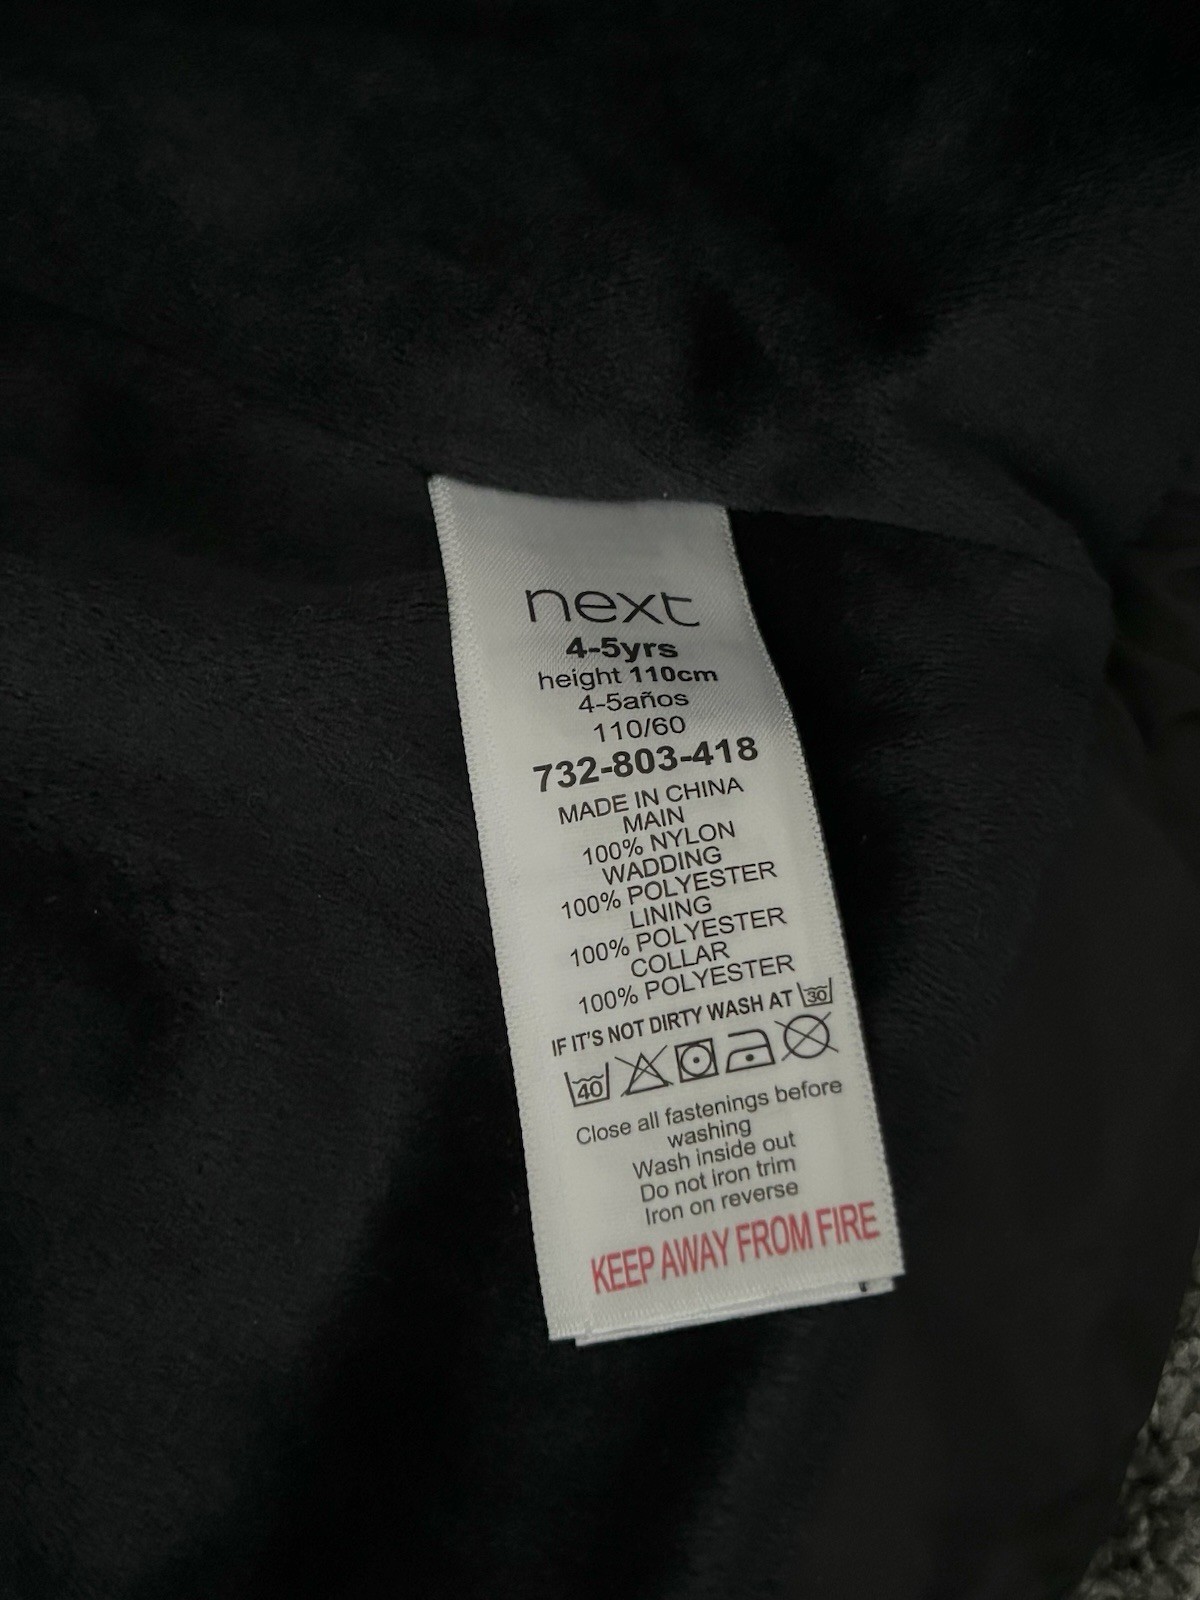 next
4-5yrs
height 110cm
4-5años
110/60
732-803-418
MADE IN CHINA
MAIN
100% NYLON
WADDING
100% POLYESTER
LINING
100% POLYESTER
COLLAR
100% POLYESTER
IF IT'S NOT DIRTY WASH AT 30
40
Close all fastenings before
washing
Wash inside out
Do not iron trim
Iron on reverse
KEEP AWAY FROM FIRE